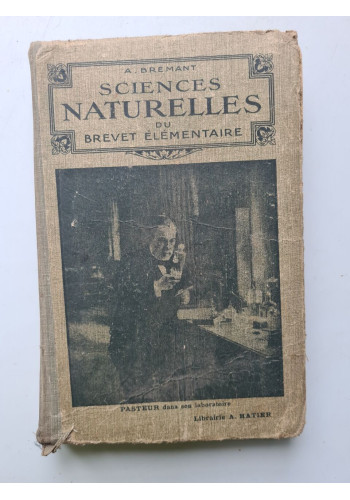 A. BREMANT
SCIENCES
NATURELLES
DU
BREVET ÉLÉMENTAIRE
PASTEUR dans son laboratoire
Librairie A. HATIER